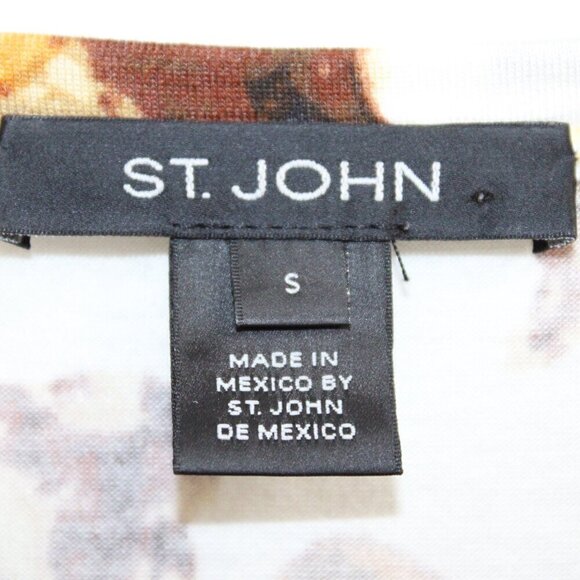 ST. JOHN
S
MADE IN
MEXICO BY
ST. JOHN
DE MEXICO